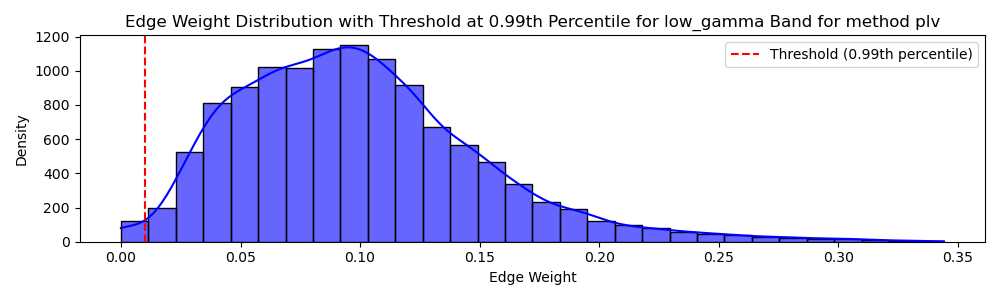 Edge Weight Distribution with Threshold at 0.99th Percentile for low_gamma Band for method plv
Threshold (0.99th percentile)
Density
1200
1000
800
600
400
200
0
0.00 0.05 0.10 0.15 0.20 0.25 0.30 0.35
Edge Weight